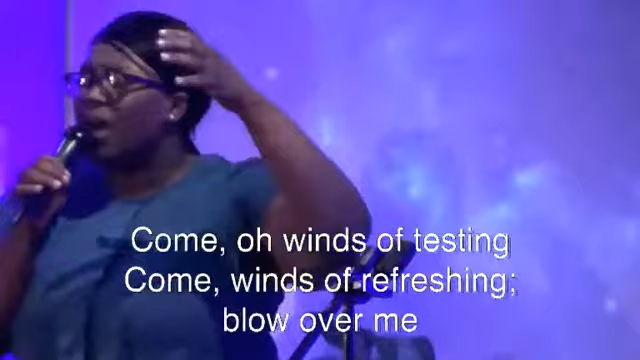 Come, oh winds of testing
Come, winds of refreshing;
blow over me